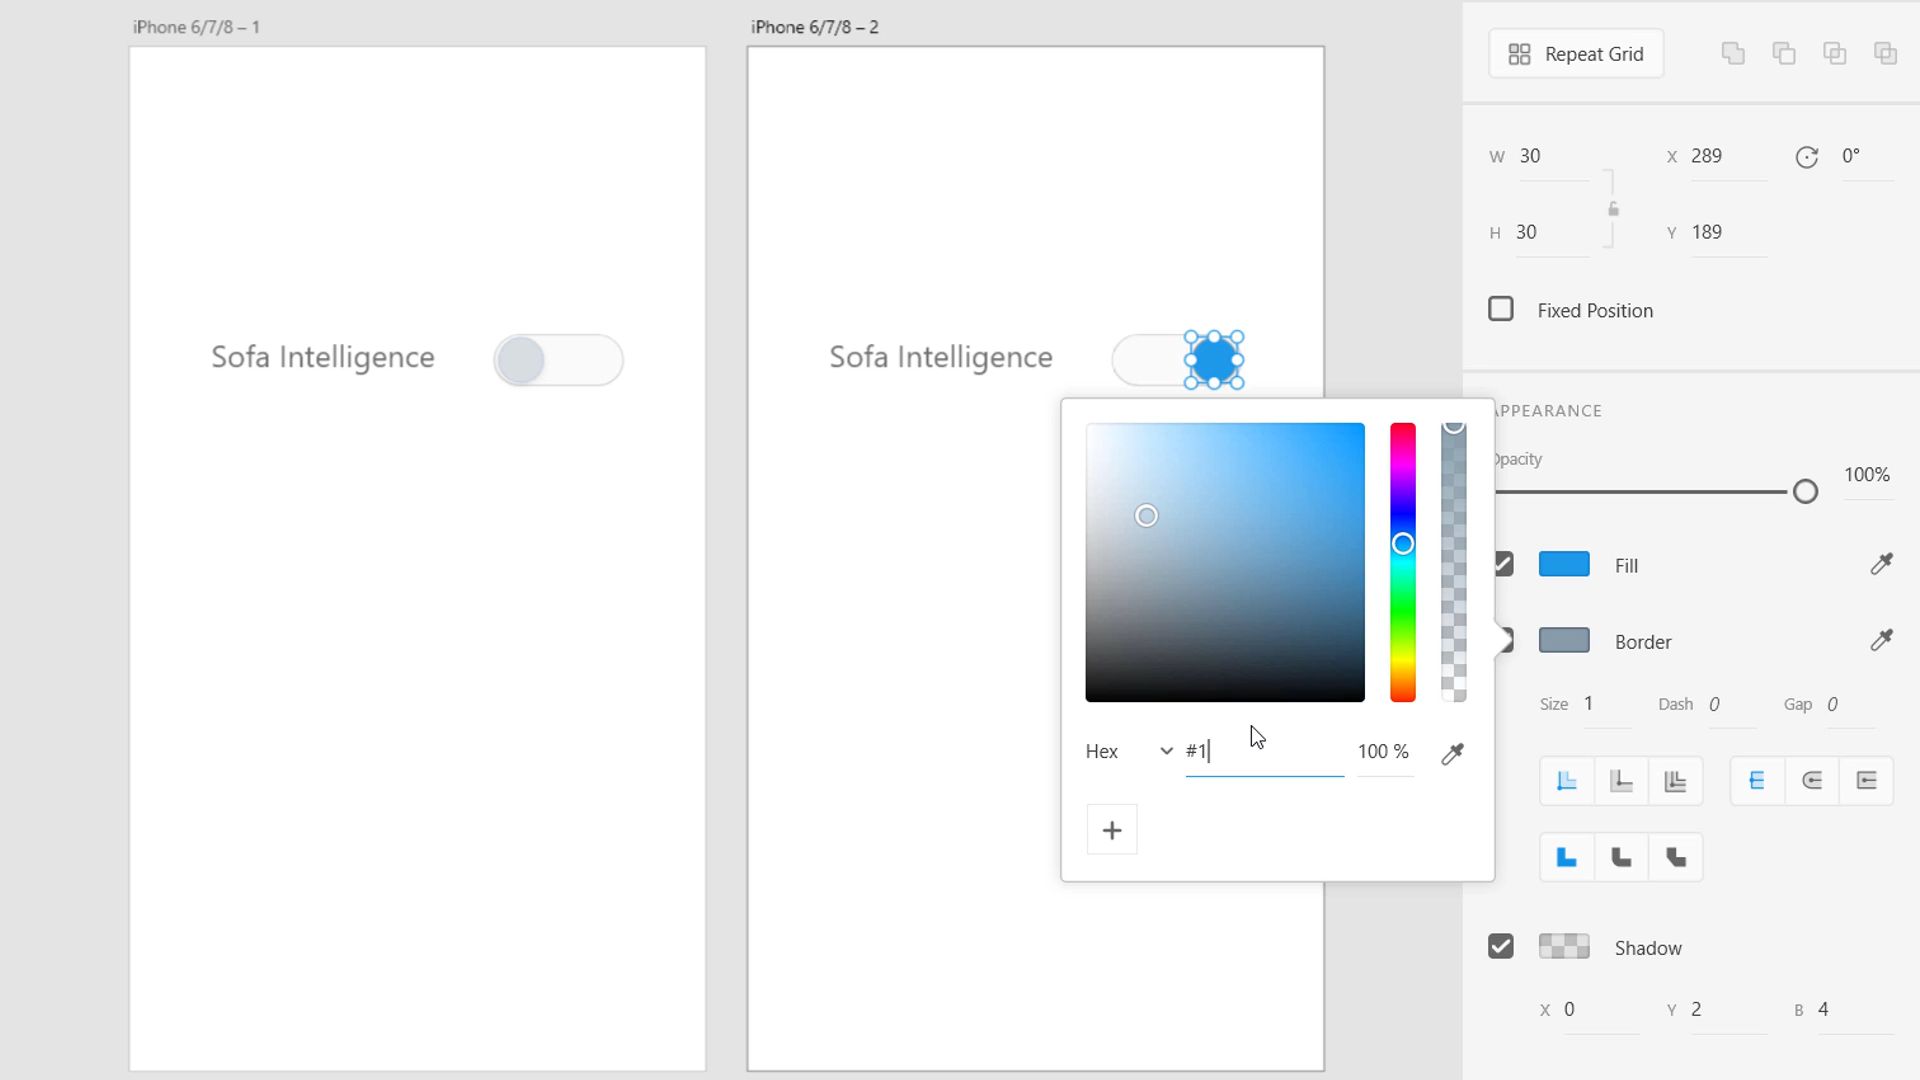 iPhone 6/7/8 – 1
iPhone 6/7/8 – 2
Repeat Grid
W 30
X 289
0°
H 30
Y 189
Fixed Position
Sofa Intelligence
Sofa Intelligence
APPEARANCE
Opacity
100%
Fill
Border
Size 1
Dash 0
Gap 0
Hex
#1
100 %
+
Shadow
X 0
Y 2
B 4